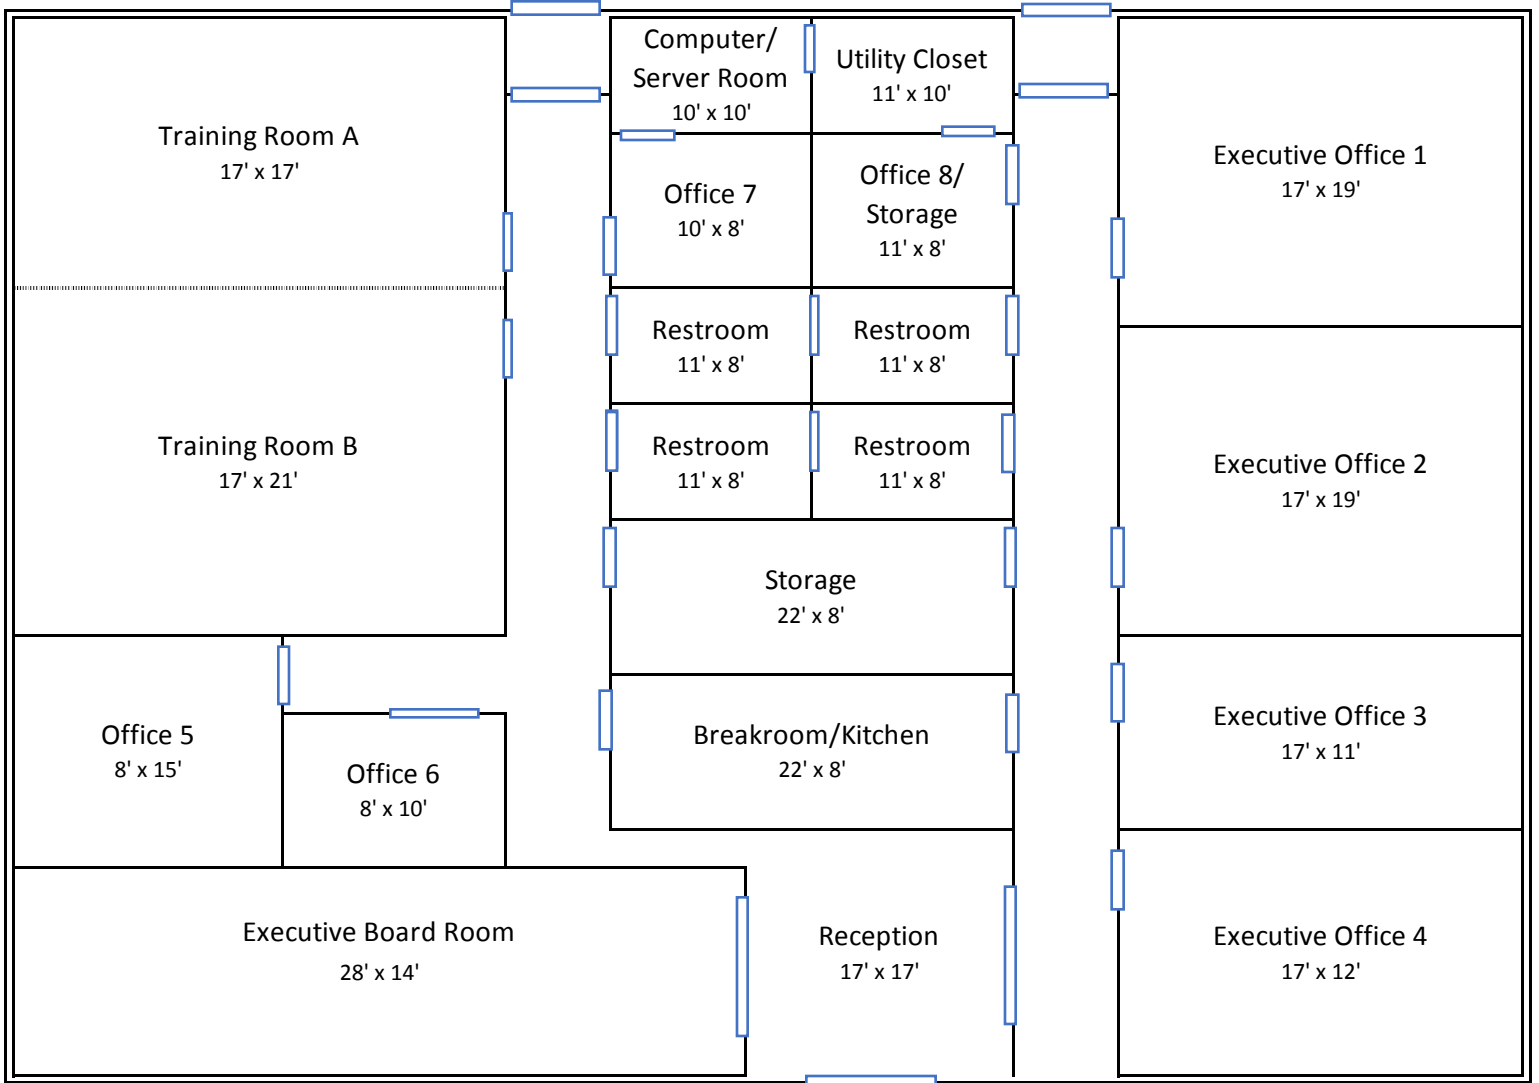 Computer/
Server Room
10' x 10'
Utility Closet
11' x 10'
Training Room A
17' x 17'
Executive Office 1
17' x 19'
Office 7
10' x 8'
Office 8/
Storage
11' x 8'
Restroom
11' x 8'
Restroom
11' x 8'
Training Room B
17' x 21'
Restroom
11' x 8'
Restroom
11' x 8'
Executive Office 2
17' x 19'
Storage
22' x 8'
Office 5
8' x 15'
Office 6
8' x 10'
Breakroom/Kitchen
22' x 8'
Executive Office 3
17' x 11'
Executive Board Room
28' x 14'
Reception
17' x 17'
Executive Office 4
17' x 12'